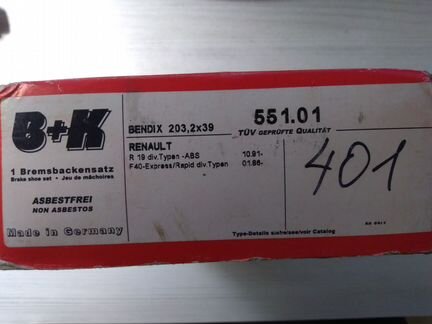 B+K
1 Bremsbackensatz
Brake shoe set • Jeu de mâchoires
ASBESTFREI
NON ASBESTOS
Made in Germany
BENDIX 203,2x39
551.01
TÜV GEPRÜFTE QUALITÄT
RENAULT
R 19 div.Typen -ABS 10.91-
F40-Express/Rapid div.Typen 01.86-
401
Type-Details siehe/see/voir Catalog